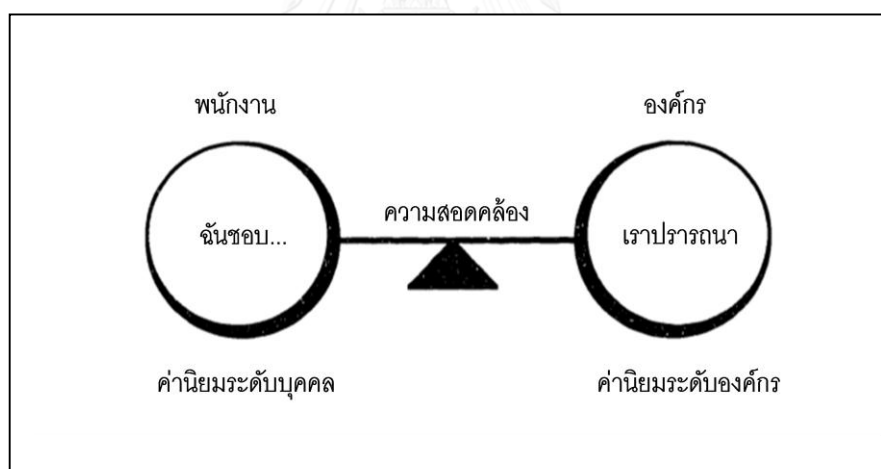 พนักงาน
องค์กร
ความสอดคล้อง
ฉันชอบ...
เราปรารถนา
ค่านิยมระดับบุคคล
ค่านิยมระดับองค์กร